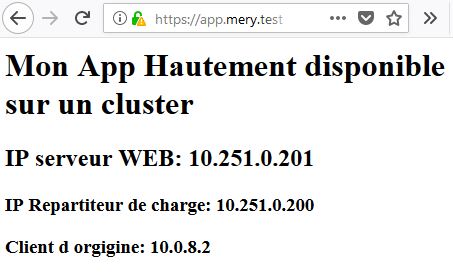 https://app.mery.test
Mon App Hautement disponible
sur un cluster
IP serveur WEB: 10.251.0.201
IP Repartiteur de charge: 10.251.0.200
Client d orgigine: 10.0.8.2